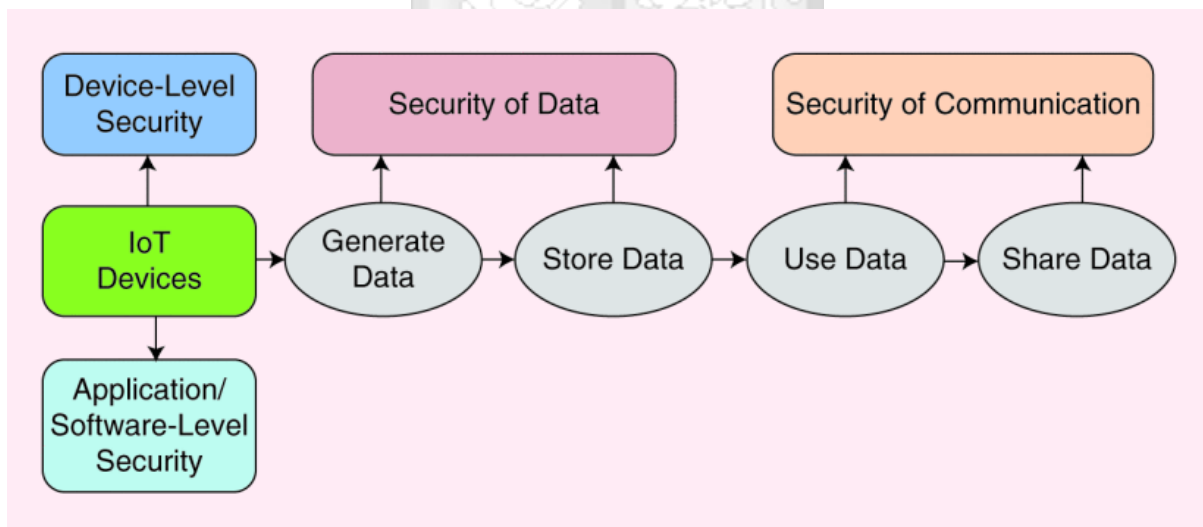 Device-Level
Security
Security of Data
Security of Communication
IoT
Devices
Generate
Data
Store Data
Use Data
Share Data
Application/
Software-Level
Security